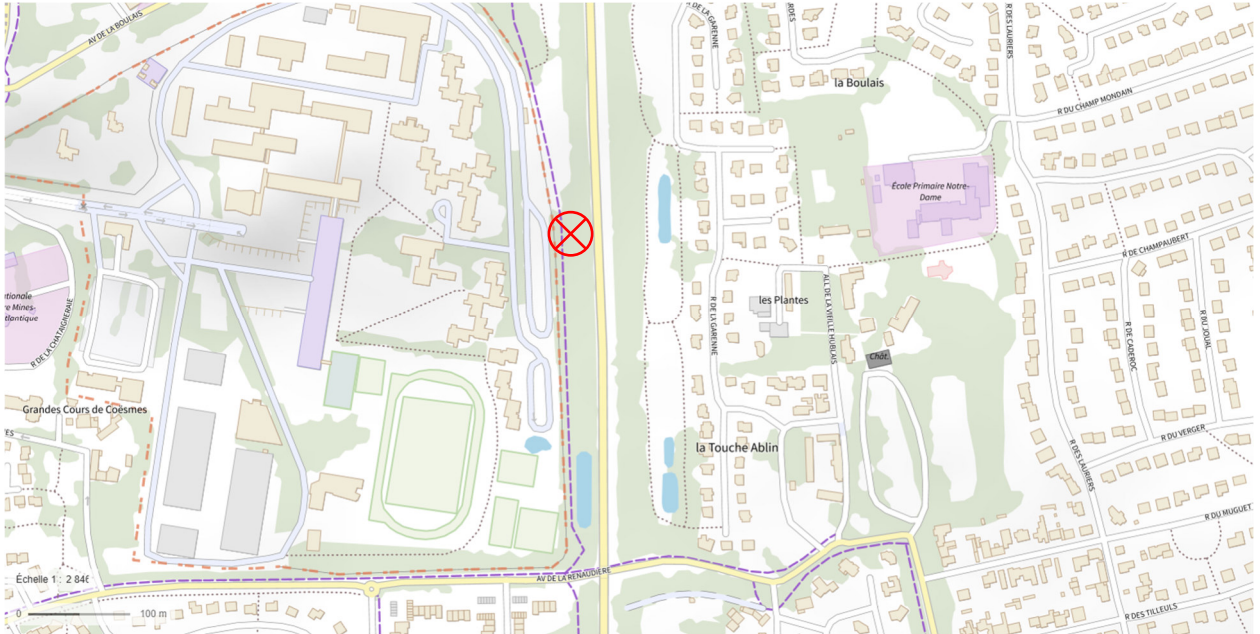 AV DE LA BOULAIS
R DE LA GARENNE
R DES LAURIERS
la Boulais
R DU CHAMP MONDAIN
École Primaire Notre-
Dame
R DE CHAMPAUBERT
les Plantes
ALL DE LA VIEILLE HUBLAIS
R DE LA GARENNE
R DE LA CHATAIGNERAIE
Chât.
R DE CADEROC
R DU JOUAL
Grandes Cours de Coësmes
la Touche Ablin
R DU VERGER
R DES LAURIERS
R DU MUGUET
AV DE LA RENAUDIÈRE
R DES TILLEULS
Échelle 1 : 2 846
0 100 m